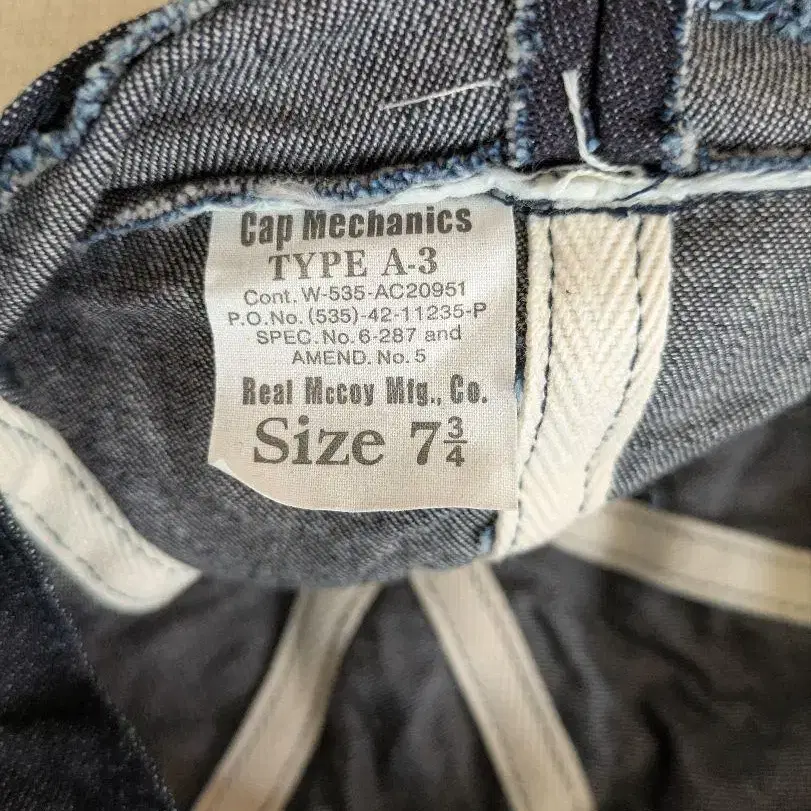 Cap Mechanics
TYPE A-3
Cont. W-535-AC20951
P.O.No. (535)-42-11235-P
SPEC. No. 6-287 and
AMEND. No. 5
Real McCoy Mfg., Co.
Size 7¾